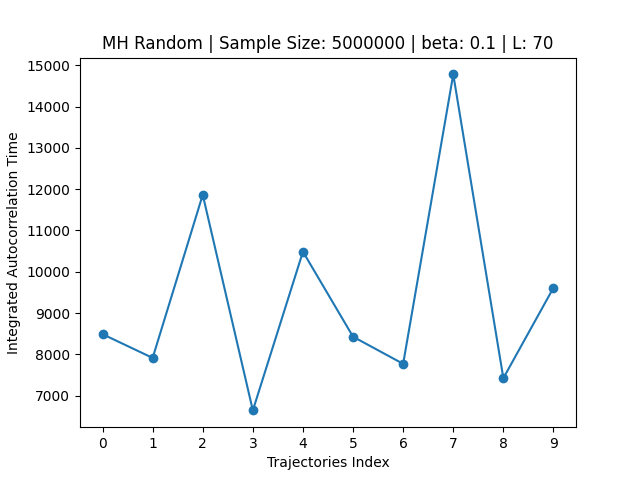 MH Random | Sample Size: 5000000 | beta: 0.1 | L: 70
15000
14000
13000
12000
11000
10000
9000
8000
7000
Integrated Autocorrelation Time
0 1 2 3 4 5 6 7 8 9
Trajectories Index